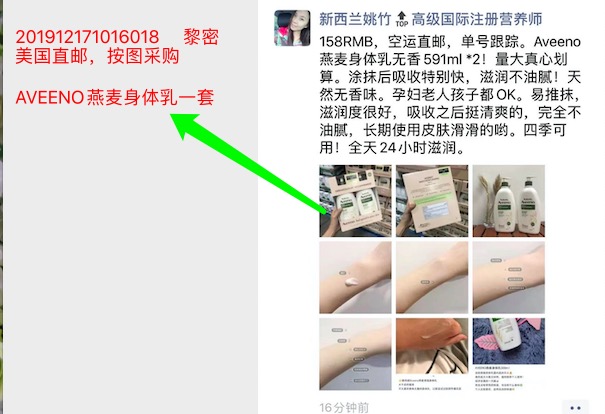 201912171016018 黎密
美国直邮，按图采购
AVEENO燕麦身体乳一套
新西兰姚竹 TOP 高级国际注册营养师
158RMB，空运直邮，单号跟踪。Aveeno
燕麦身体乳无香591ml *2！量大真心划
算。涂抹后吸收特别快，滋润不油腻！天
然无香味。孕妇老人孩子都OK。易推抹，
滋润度很好，吸收之后挺清爽的，完全不
油腻，长期使用皮肤滑滑的哟。四季可
用！全天24小时滋润。
16分钟前